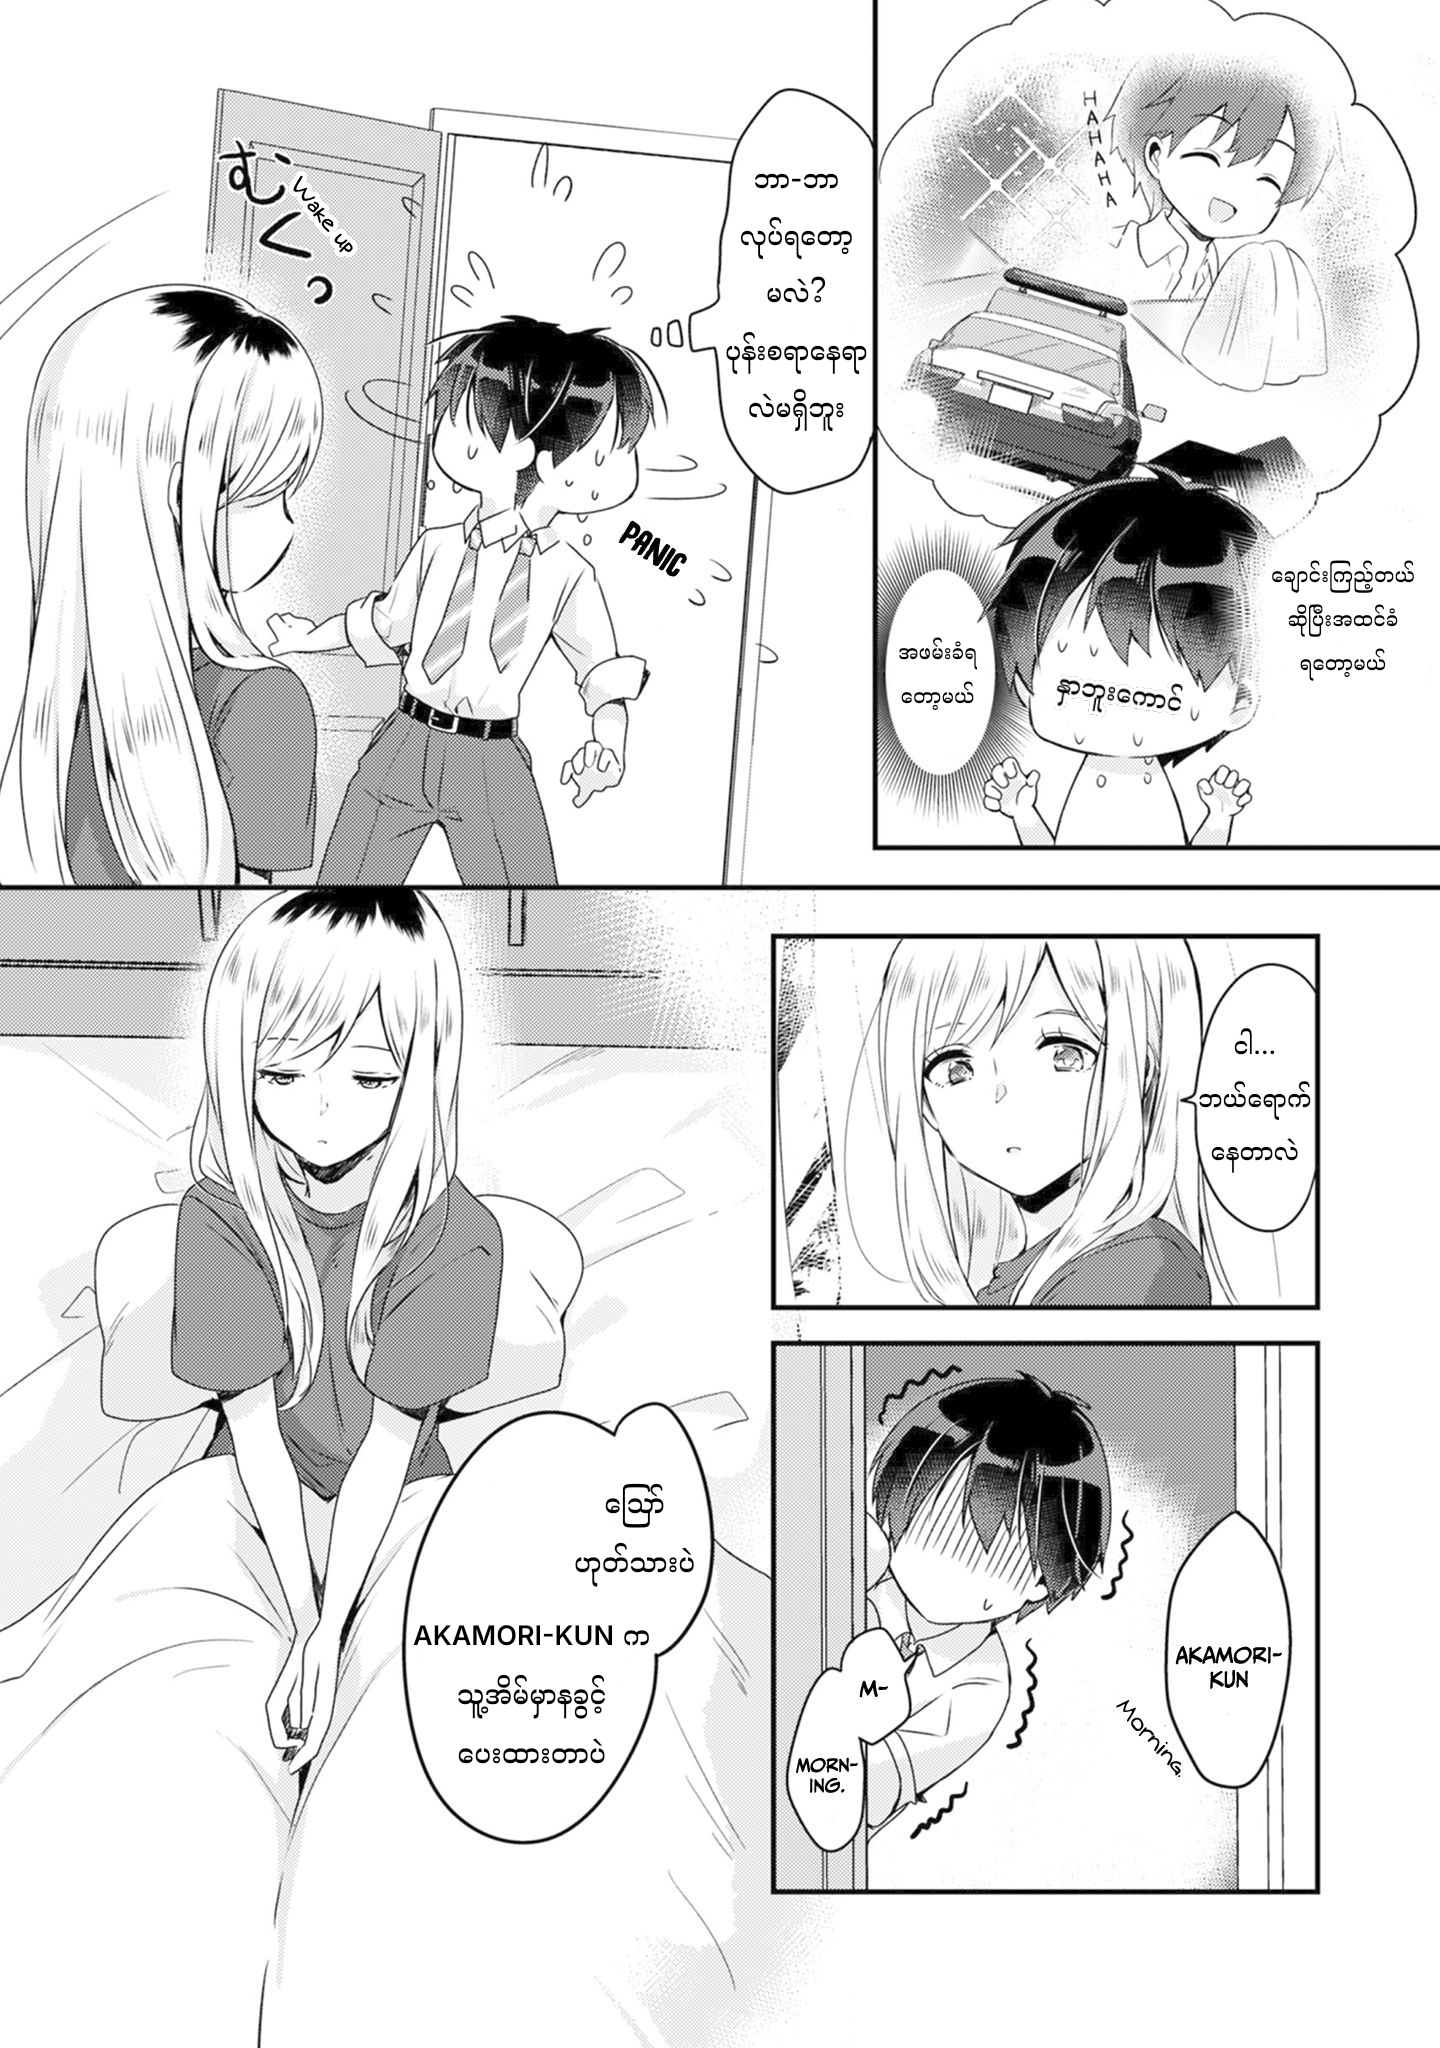 HAHAHA
ချောင်းကြည့်တယ်
ဆိုပြီးအထင်ခံ
ရတော့မယ်
နှာဘူးကောင်
အဖမ်းခံရ
တော့မယ်
ဘာ-ဘာ
လုပ်ရတော့
မလဲ?
ပုန်းစရာနေရာ
လဲမရှိဘူး
PANIC
むくっ
Wake up
ငါ...
ဘယ်ရောက်
နေတာလဲ
AKAMORI-
KUN
Morning.
M-
MORN-
ING.
ဪ
ဟုတ်သားပဲ
AKAMORI-KUN က
သူ့အိမ်မှာနခွင့်
ပေးထားတာပဲ